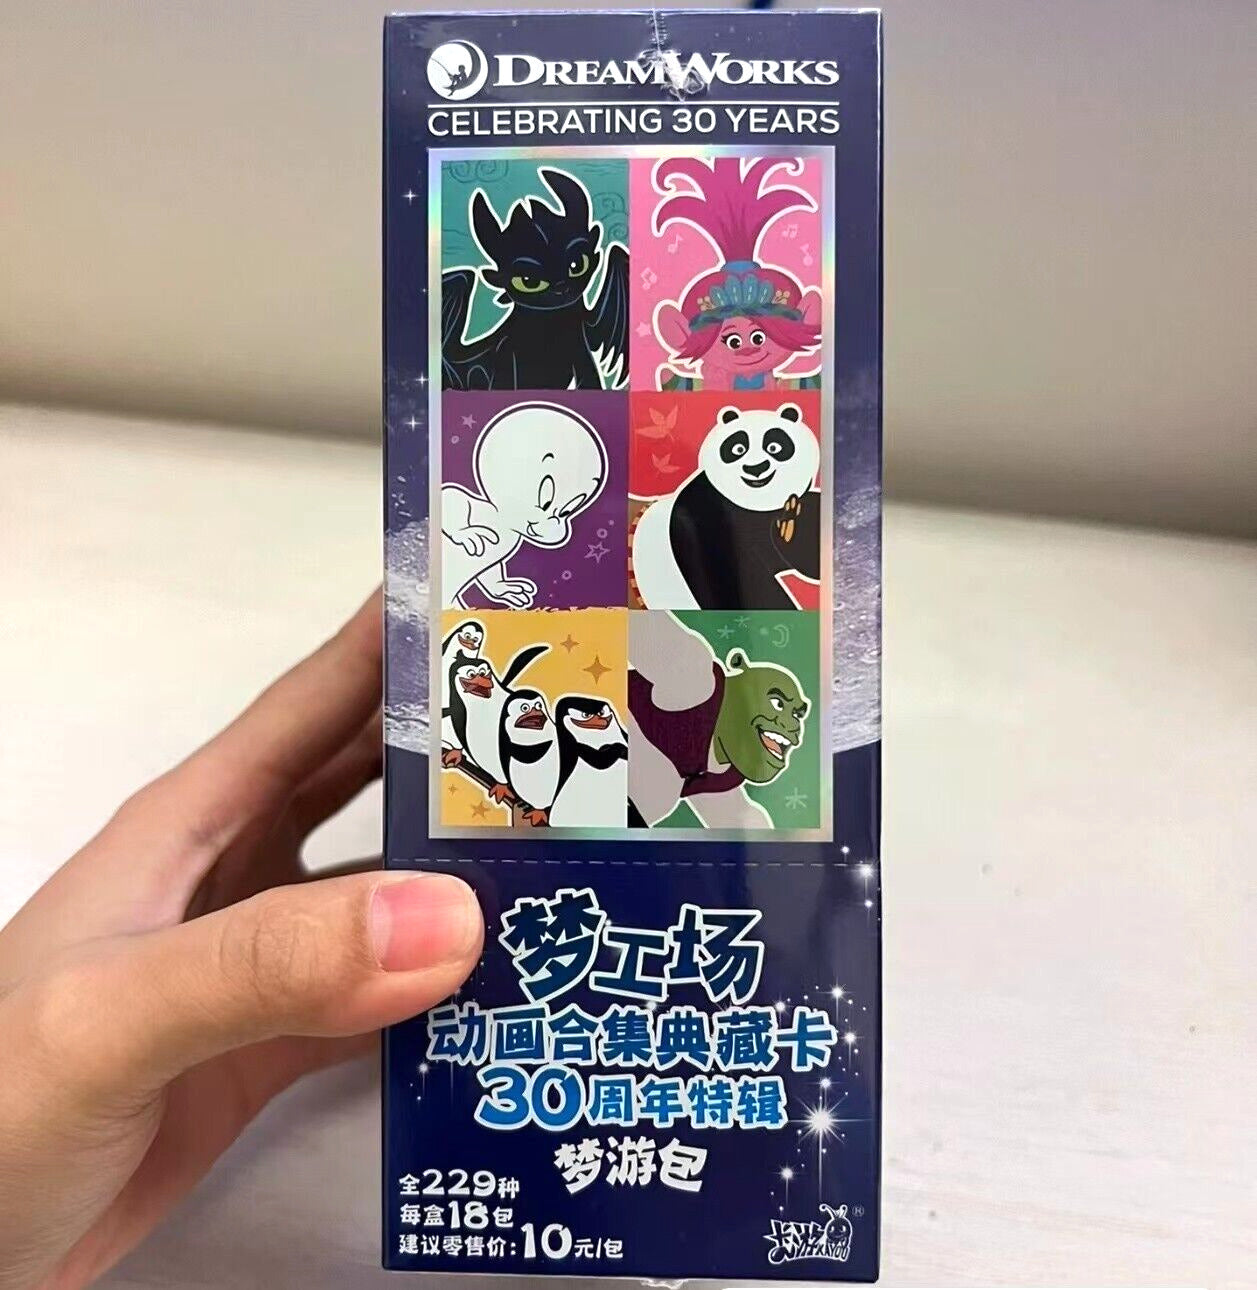 DREAMWORKS
CELEBRATING 30 YEARS
梦工场
动画合集典藏卡
30周年特辑
梦游包
全229种
每盒18包
建议零售价：10元/包
卡游 KAYOU ®